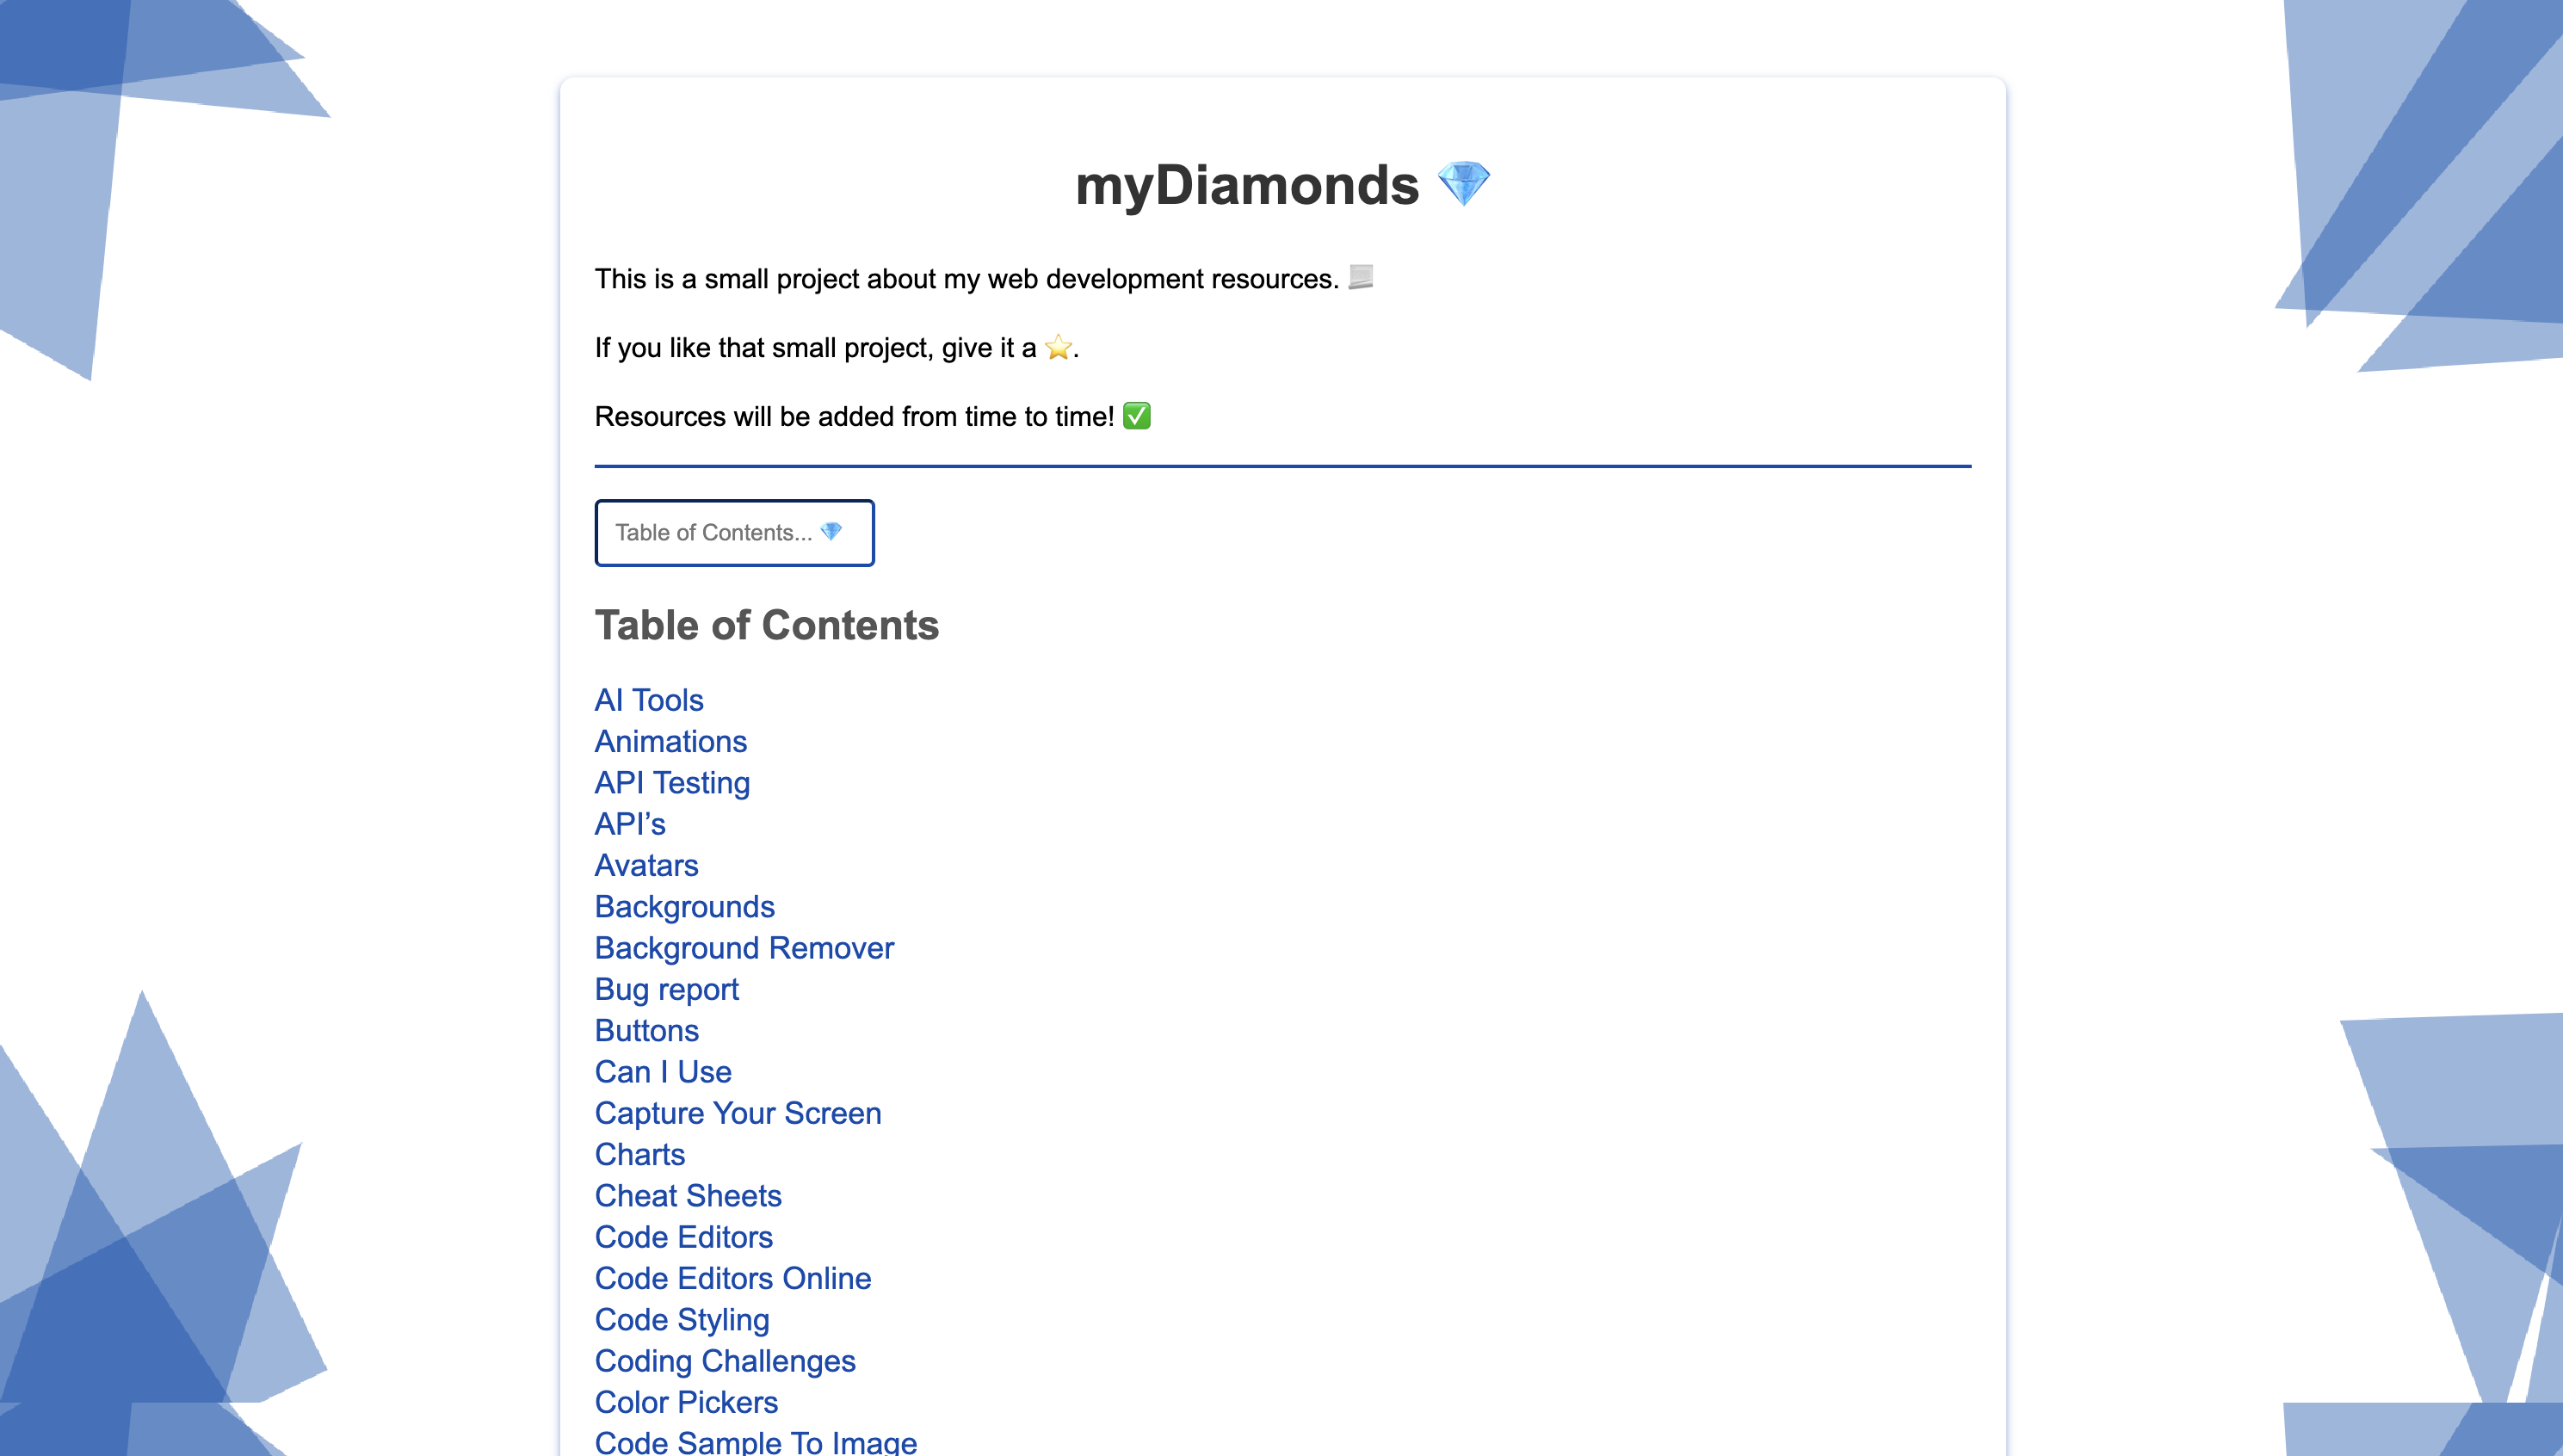 myDiamonds 💎
This is a small project about my web development resources. 📃
If you like that small project, give it a ⭐.
Resources will be added from time to time! ✅
Table of Contents... 💎
Table of Contents
AI Tools
Animations
API Testing
API’s
Avatars
Backgrounds
Background Remover
Bug report
Buttons
Can I Use
Capture Your Screen
Charts
Cheat Sheets
Code Editors
Code Editors Online
Code Styling
Coding Challenges
Color Pickers
Code Sample To Image